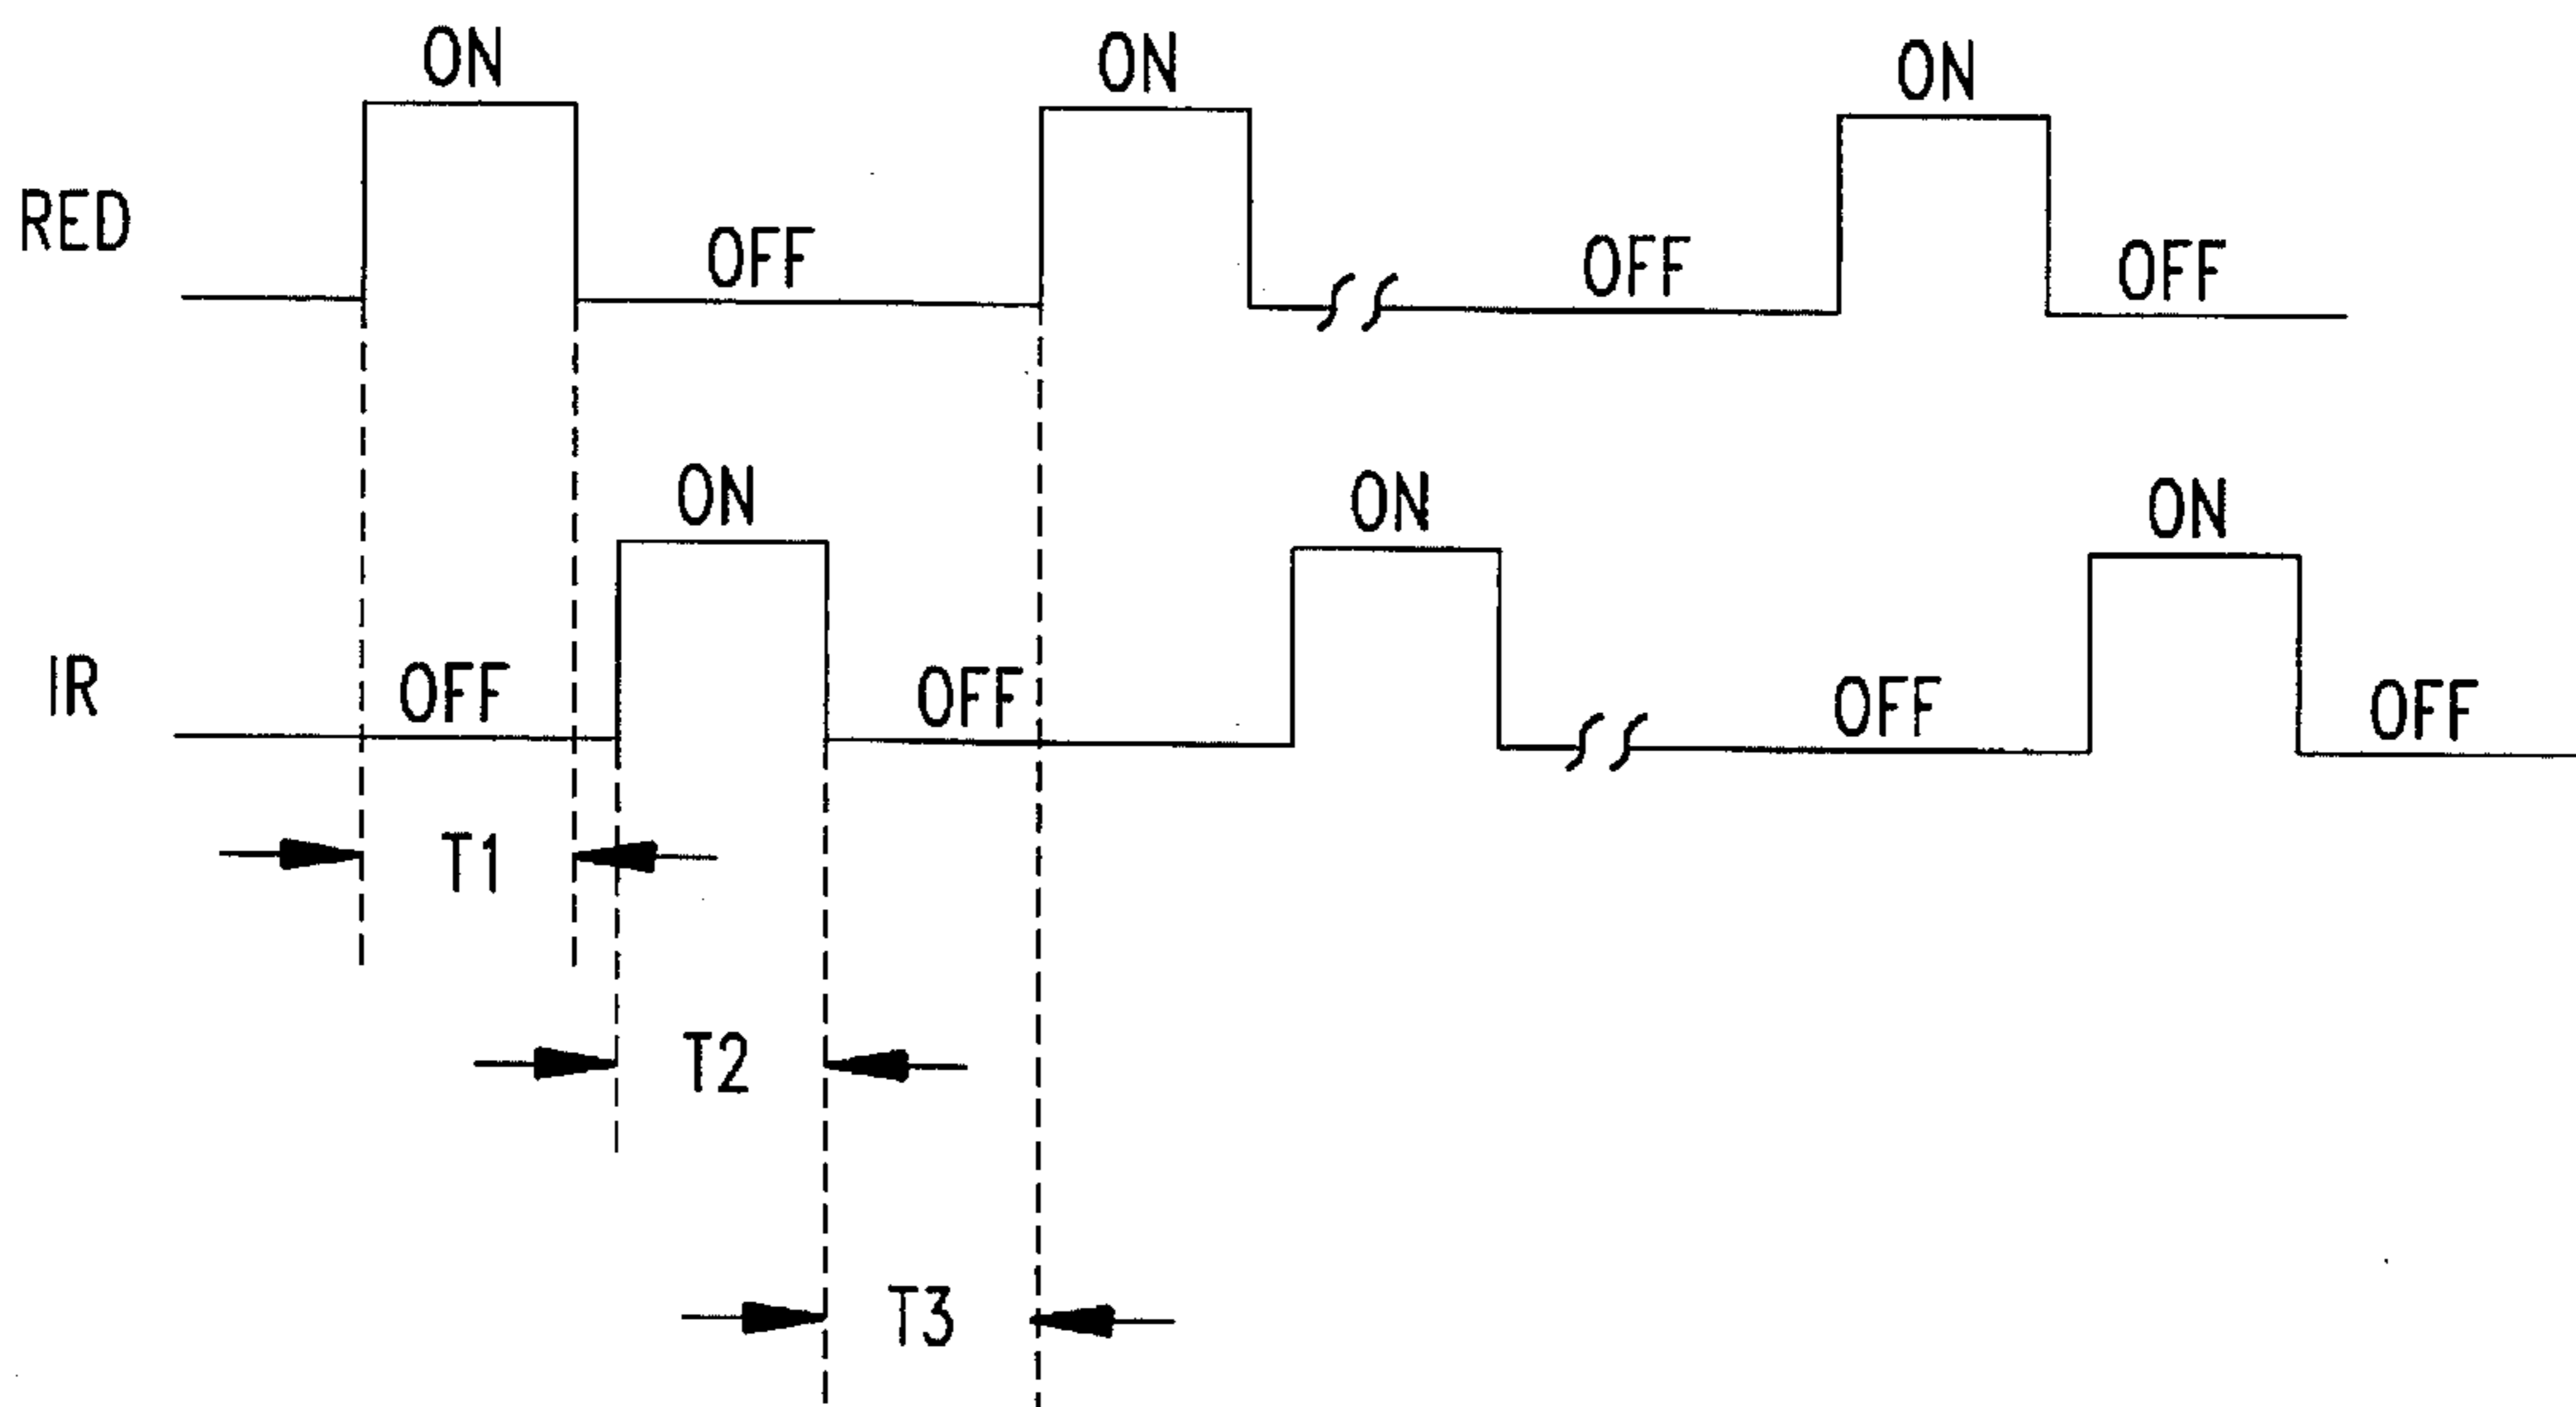 ON ON ON
RED OFF OFF OFF
ON ON ON
IR OFF OFF OFF OFF
T1
T2
T3